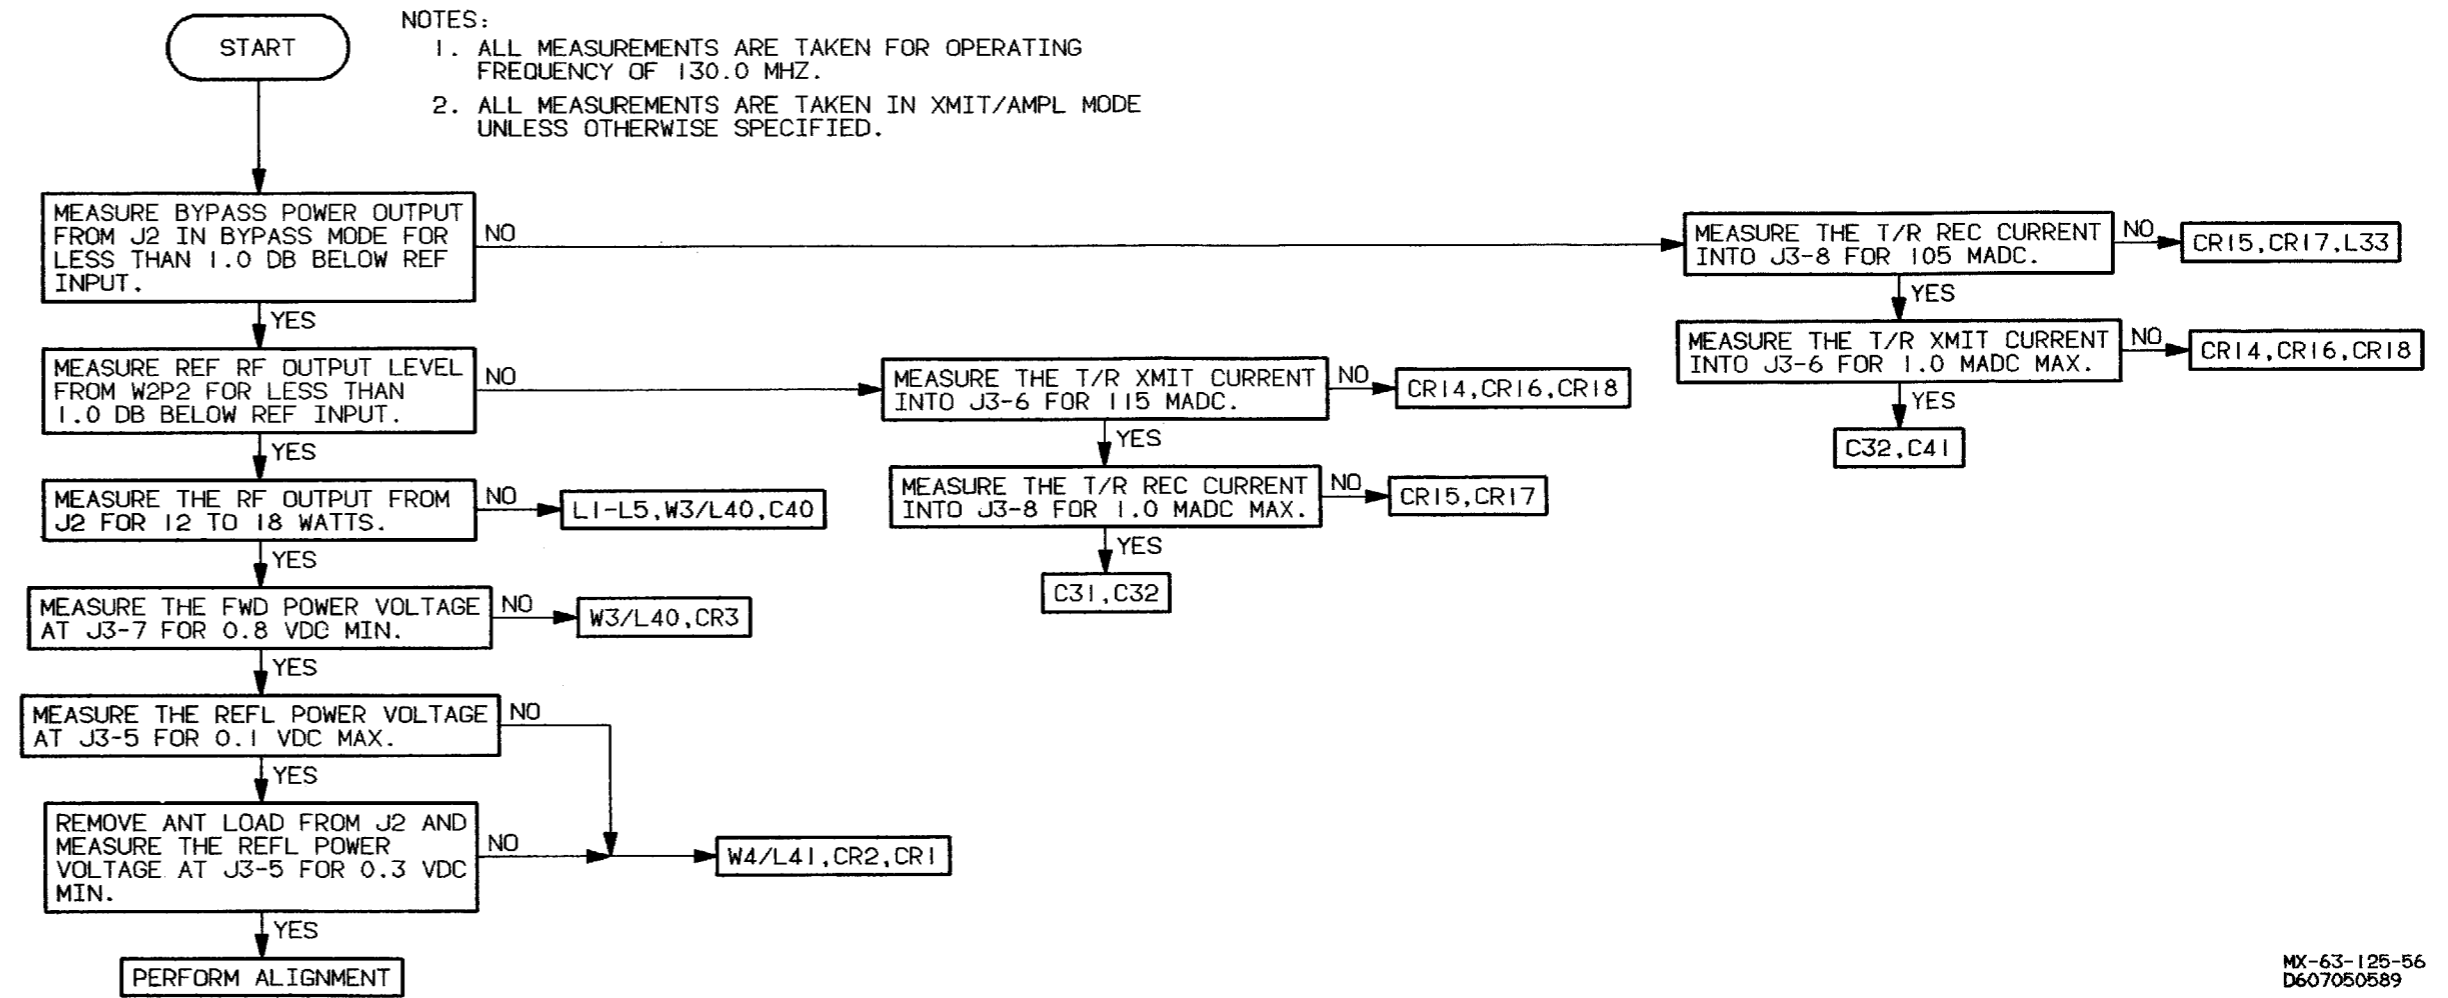 START
NOTES:
1. ALL MEASUREMENTS ARE TAKEN FOR OPERATING
FREQUENCY OF 130.0 MHZ.
2. ALL MEASUREMENTS ARE TAKEN IN XMIT/AMPL MODE
UNLESS OTHERWISE SPECIFIED.
MEASURE BYPASS POWER OUTPUT
FROM J2 IN BYPASS MODE FOR
LESS THAN 1.0 DB BELOW REF
INPUT.
NO
MEASURE THE T/R REC CURRENT
INTO J3-8 FOR 105 MADC.
NO
CR15,CR17,L33
YES
MEASURE THE T/R XMIT CURRENT
INTO J3-6 FOR 1.0 MADC MAX.
NO
CR14,CR16,CR18
YES
C32,C41
YES
MEASURE REF RF OUTPUT LEVEL
FROM W2P2 FOR LESS THAN
1.0 DB BELOW REF INPUT.
NO
MEASURE THE T/R XMIT CURRENT
INTO J3-6 FOR 115 MADC.
NO
CR14,CR16,CR18
YES
MEASURE THE T/R REC CURRENT
INTO J3-8 FOR 1.0 MADC MAX.
NO
CR15,CR17
YES
C31,C32
YES
MEASURE THE RF OUTPUT FROM
J2 FOR 12 TO 18 WATTS.
NO
L1-L5,W3/L40,C40
YES
MEASURE THE FWD POWER VOLTAGE
AT J3-7 FOR 0.8 VDC MIN.
NO
W3/L40,CR3
YES
MEASURE THE REFL POWER VOLTAGE
AT J3-5 FOR 0.1 VDC MAX.
NO
YES
REMOVE ANT LOAD FROM J2 AND
MEASURE THE REFL POWER
VOLTAGE AT J3-5 FOR 0.3 VDC
MIN.
NO
W4/L41,CR2,CR1
YES
PERFORM ALIGNMENT
MX-63-125-56
D607050589